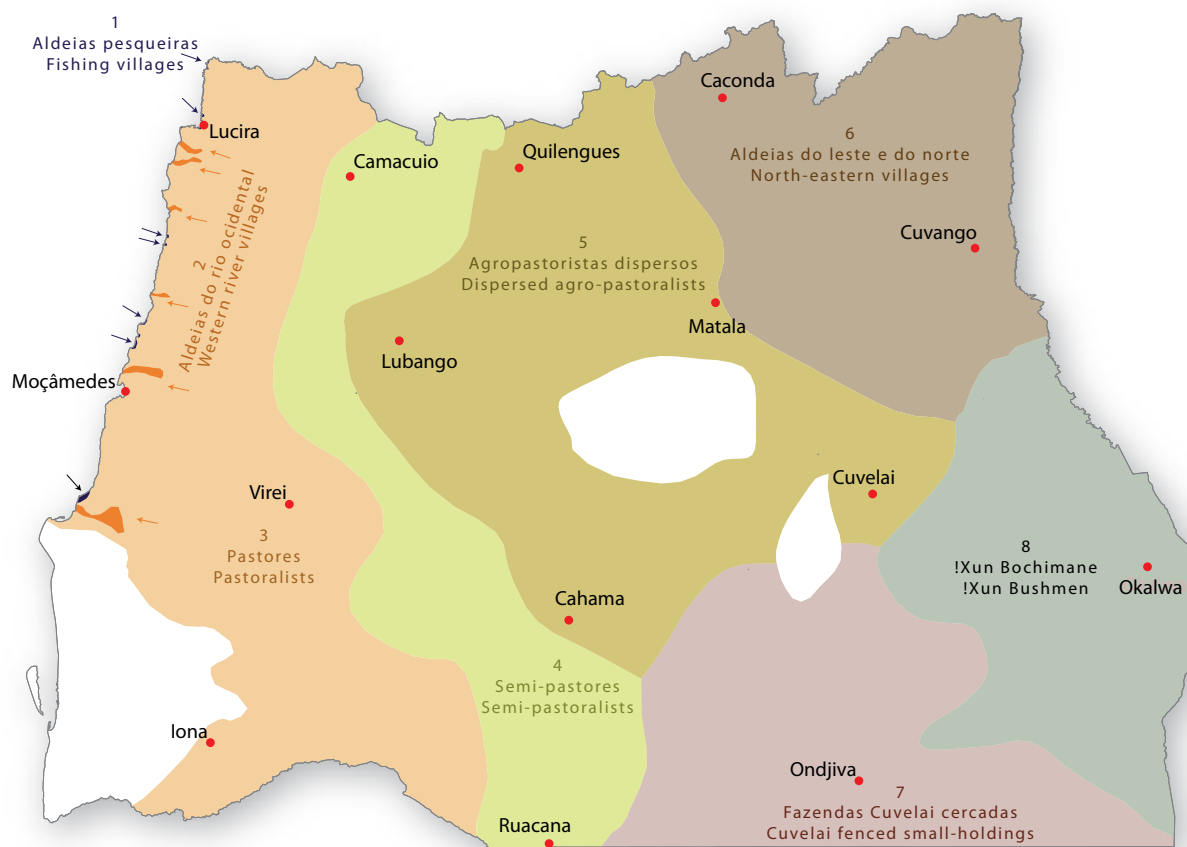 1
Aldeias pesqueiras
Fishing villages
Lucira
Camacuio
Quilengues
Caconda
6
Aldeias do leste e do norte
North-eastern villages
Cuvango
2
Aldeias do rio ocidental
Western river villages
5
Agropastoristas dispersos
Dispersed agro-pastoralists
Matala
Lubango
Moçâmedes
Virei
3
Pastores
Pastoralists
Cuvelai
8
!Xun Bochimane
!Xun Bushmen
Okalwa
Cahama
4
Semi-pastores
Semi-pastoralists
Iona
Ondjiva
7
Fazendas Cuvelai cercadas
Cuvelai fenced small-holdings
Ruacana